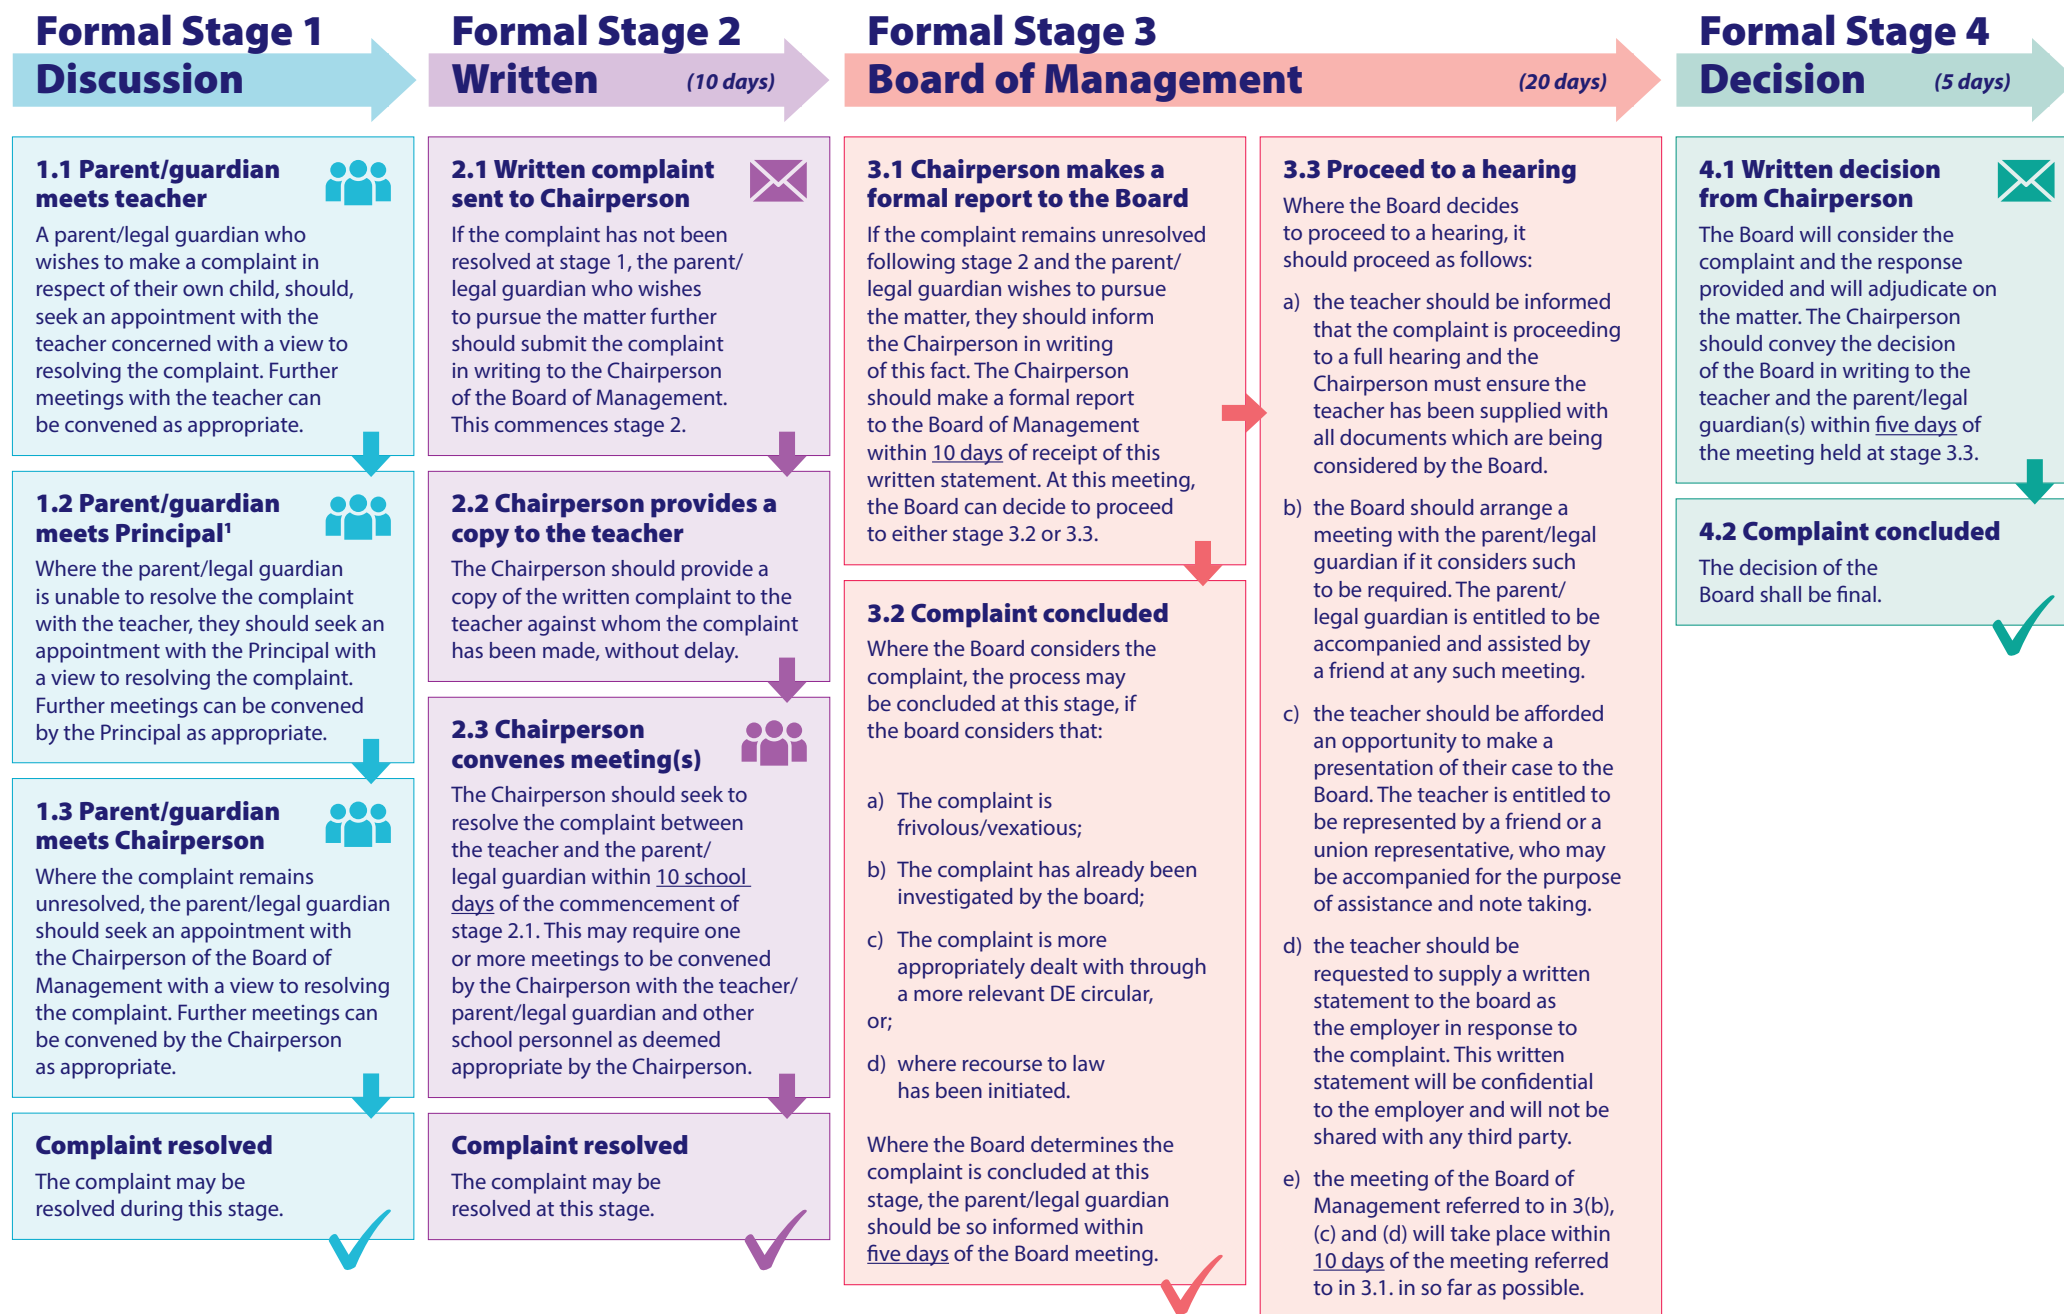 Formal Stage 1
Discussion
1.1 Parent/guardian
meets teacher
A parent/legal guardian who
wishes to make a complaint in
respect of their own child, should,
seek an appointment with the
teacher concerned with a view to
resolving the complaint. Further
meetings with the teacher can
be convened as appropriate.
1.2 Parent/guardian
meets Principal¹
Where the parent/legal guardian
is unable to resolve the complaint
with the teacher, they should seek an
appointment with the Principal with
a view to resolving the complaint.
Further meetings can be convened
by the Principal as appropriate.
1.3 Parent/guardian
meets Chairperson
Where the complaint remains
unresolved, the parent/legal guardian
should seek an appointment with
the Chairperson of the Board of
Management with a view to resolving
the complaint. Further meetings can
be convened by the Chairperson
as appropriate.
Complaint resolved
The complaint may be
resolved during this stage.
Formal Stage 2
Written (10 days)
2.1 Written complaint
sent to Chairperson
If the complaint has not been
resolved at stage 1, the parent/
legal guardian who wishes
to pursue the matter further
should submit the complaint
in writing to the Chairperson
of the Board of Management.
This commences stage 2.
2.2 Chairperson provides a
copy to the teacher
The Chairperson should provide a
copy of the written complaint to the
teacher against whom the complaint
has been made, without delay.
2.3 Chairperson
convenes meeting(s)
The Chairperson should seek to
resolve the complaint between
the teacher and the parent/
legal guardian within 10 school
days of the commencement of
stage 2.1. This may require one
or more meetings to be convened
by the Chairperson with the teacher/
parent/legal guardian and other
school personnel as deemed
appropriate by the Chairperson.
Complaint resolved
The complaint may be
resolved at this stage.
Formal Stage 3
Board of Management (20 days)
3.1 Chairperson makes a
formal report to the Board
If the complaint remains unresolved
following stage 2 and the parent/
legal guardian wishes to pursue
the matter, they should inform
the Chairperson in writing
of this fact. The Chairperson
should make a formal report
to the Board of Management
within 10 days of receipt of this
written statement. At this meeting,
the Board can decide to proceed
to either stage 3.2 or 3.3.
3.2 Complaint concluded
Where the Board considers the
complaint, the process may
be concluded at this stage, if
the board considers that:
a) The complaint is
frivolous/vexatious;
b) The complaint has already been
investigated by the board;
c) The complaint is more
appropriately dealt with through
a more relevant DE circular,
or;
d) where recourse to law
has been initiated.
Where the Board determines the
complaint is concluded at this
stage, the parent/legal guardian
should be so informed within
five days of the Board meeting.
3.3 Proceed to a hearing
Where the Board decides
to proceed to a hearing, it
should proceed as follows:
a) the teacher should be informed
that the complaint is proceeding
to a full hearing and the
Chairperson must ensure the
teacher has been supplied with
all documents which are being
considered by the Board.
b) the Board should arrange a
meeting with the parent/legal
guardian if it considers such
to be required. The parent/
legal guardian is entitled to be
accompanied and assisted by
a friend at any such meeting.
c) the teacher should be afforded
an opportunity to make a
presentation of their case to the
Board. The teacher is entitled to
be represented by a friend or a
union representative, who may
be accompanied for the purpose
of assistance and note taking.
d) the teacher should be
requested to supply a written
statement to the board as
the employer in response to
the complaint. This written
statement will be confidential
to the employer and will not be
shared with any third party.
e) the meeting of the Board of
Management referred to in 3(b),
(c) and (d) will take place within
10 days of the meeting referred
to in 3.1. in so far as possible.
Formal Stage 4
Decision (5 days)
4.1 Written decision
from Chairperson
The Board will consider the
complaint and the response
provided and will adjudicate on
the matter. The Chairperson
should convey the decision
of the Board in writing to the
teacher and the parent/legal
guardian(s) within five days of
the meeting held at stage 3.3.
4.2 Complaint concluded
The decision of the
Board shall be final.